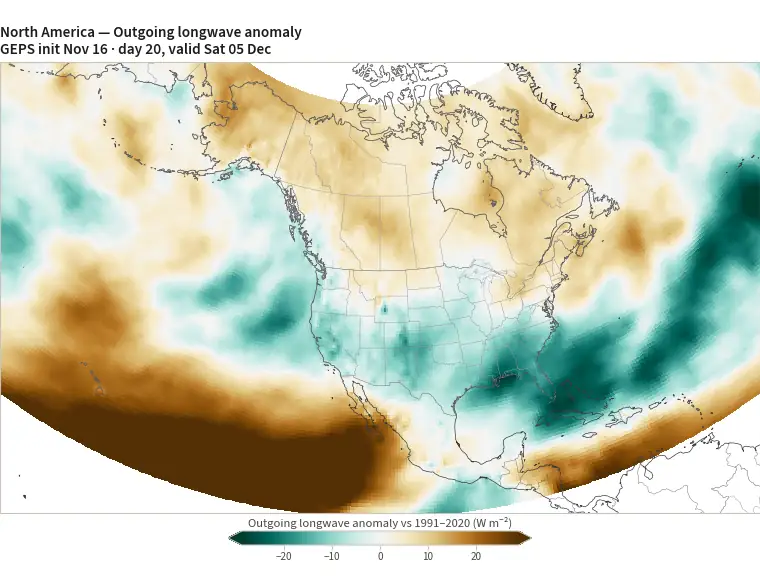 North America — Outgoing longwave anomaly
GEPS init Nov 16 · day 20, valid Sat 05 Dec
Outgoing longwave anomaly vs 1991–2020 (W m⁻²)
−20 −10 0 10 20